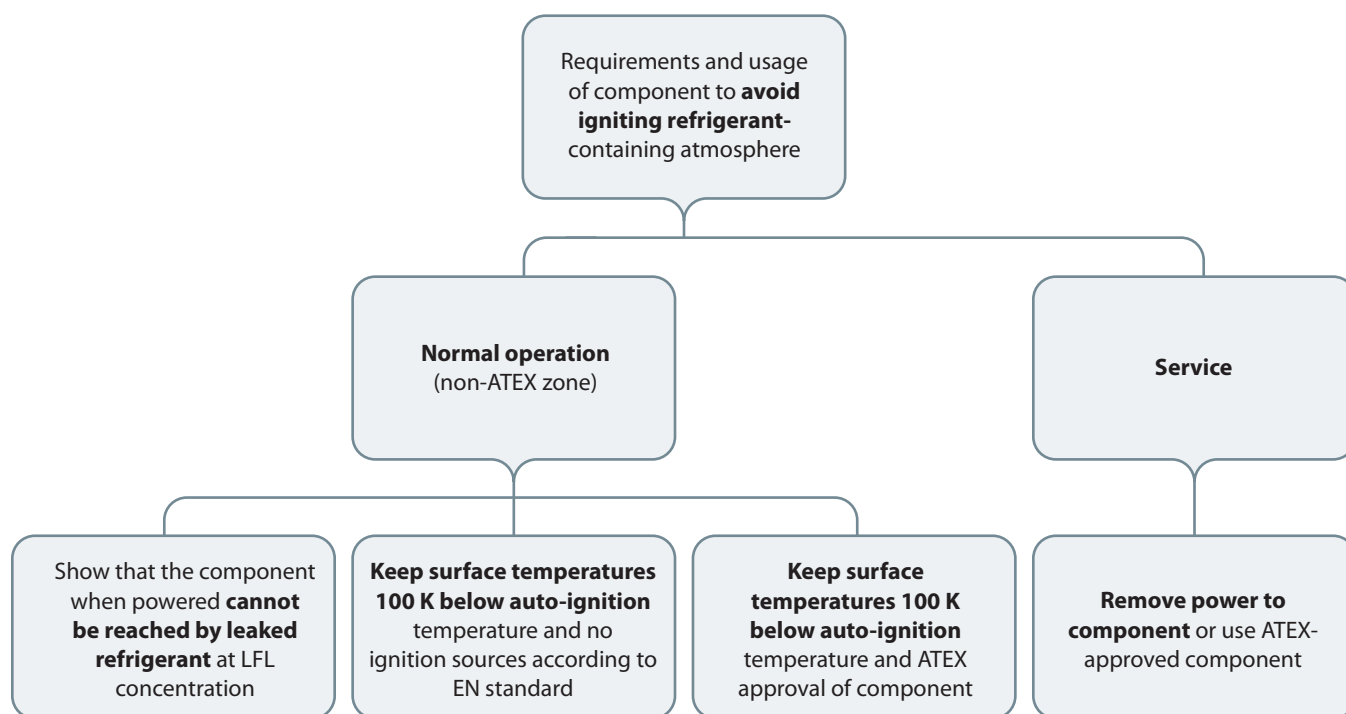 Requirements and usage
of component to avoid
igniting refrigerant-
containing atmosphere
Normal operation
(non-ATEX zone)
Service
Show that the component
when powered cannot
be reached by leaked
refrigerant at LFL
concentration
Keep surface temperatures
100 K below auto-ignition
temperature and no
ignition sources according to
EN standard
Keep surface
temperatures 100 K
below auto-ignition
temperature and ATEX
approval of component
Remove power to
component or use ATEX-
approved component